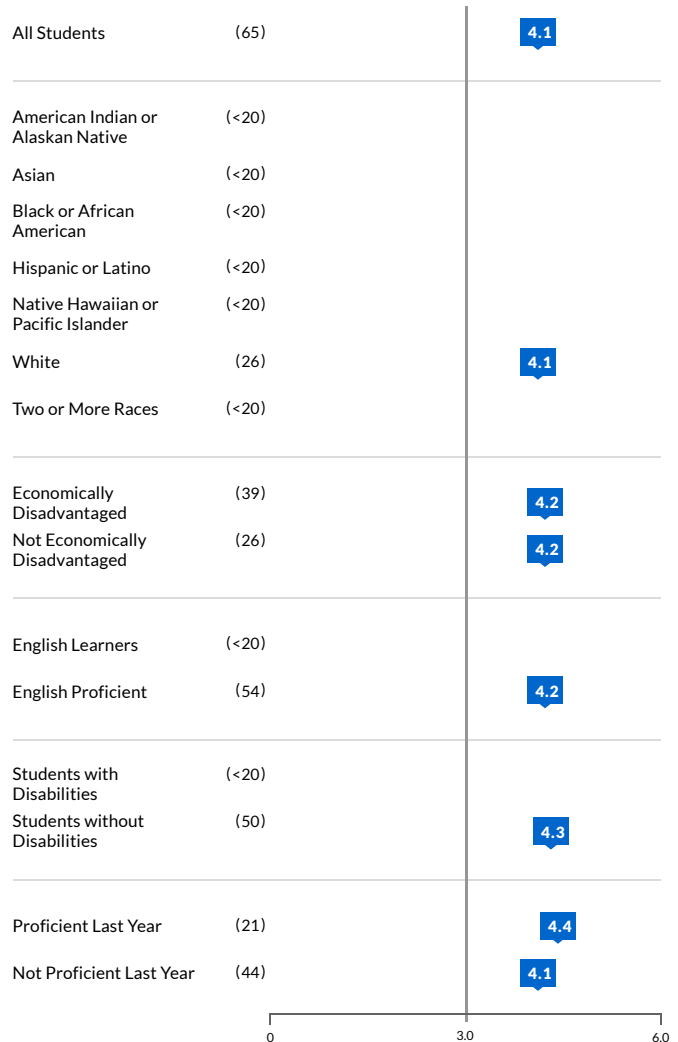 All Students (65) 4.1
American Indian or (<20)
Alaskan Native
Asian (<20)
Black or African (<20)
American
Hispanic or Latino (<20)
Native Hawaiian or (<20)
Pacific Islander
White (26) 4.1
Two or More Races (<20)
Economically (39) 4.2
Disadvantaged
Not Economically (26) 4.2
Disadvantaged
English Learners (<20)
English Proficient (54) 4.2
Students with (<20)
Disabilities
Students without (50) 4.3
Disabilities
Proficient Last Year (21) 4.4
Not Proficient Last Year (44) 4.1
0 3.0 6.0